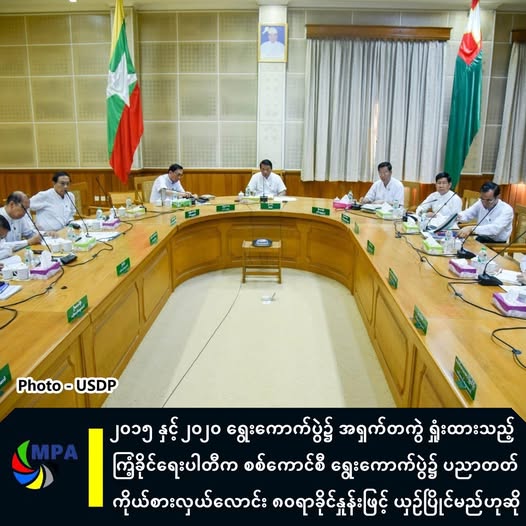 Photo - USDP
MPA
၂၀၁၅ နှင့် ၂၀၂၀ ရွေးကောက်ပွဲ၌ အရှက်တကွဲ ရှုံးထားသည့်
ကြံ့ခိုင်ရေးပါတီက စစ်ကောင်စီ ရွေးကောက်ပွဲ၌ ပညာတတ်
ကိုယ်စားလှယ်လောင်း ၈၀ရာခိုင်နှုန်းဖြင့် ယှဉ်ပြိုင်မည်ဟုဆို